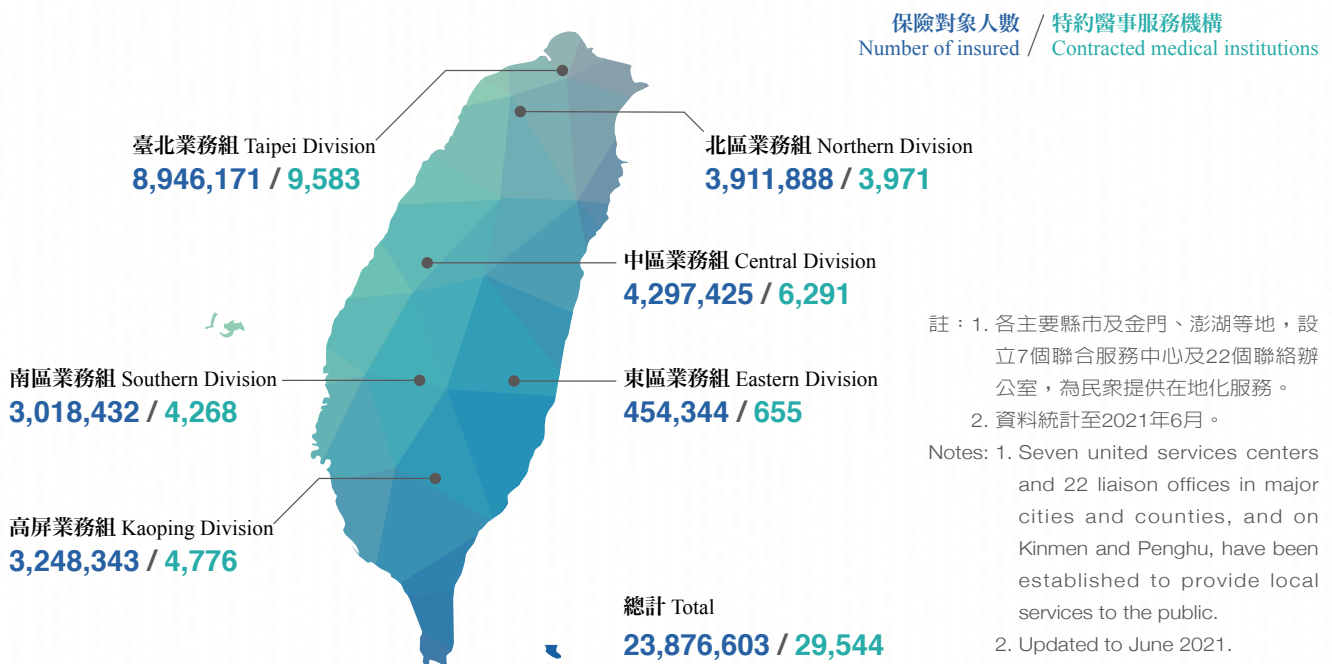 保險對象人數 / 特約醫事服務機構
Number of insured / Contracted medical institutions
臺北業務組 Taipei Division
8,946,171 / 9,583
北區業務組 Northern Division
3,911,888 / 3,971
中區業務組 Central Division
4,297,425 / 6,291
南區業務組 Southern Division
3,018,432 / 4,268
東區業務組 Eastern Division
454,344 / 655
高屏業務組 Kaoping Division
3,248,343 / 4,776
總計 Total
23,876,603 / 29,544
註：1. 各主要縣市及金門、澎湖等地，設
立7個聯合服務中心及22個聯絡辦
公室，為民眾提供在地化服務。
2. 資料統計至2021年6月。
Notes: 1. Seven united services centers
and 22 liaison offices in major
cities and counties, and on
Kinmen and Penghu, have been
established to provide local
services to the public.
2. Updated to June 2021.